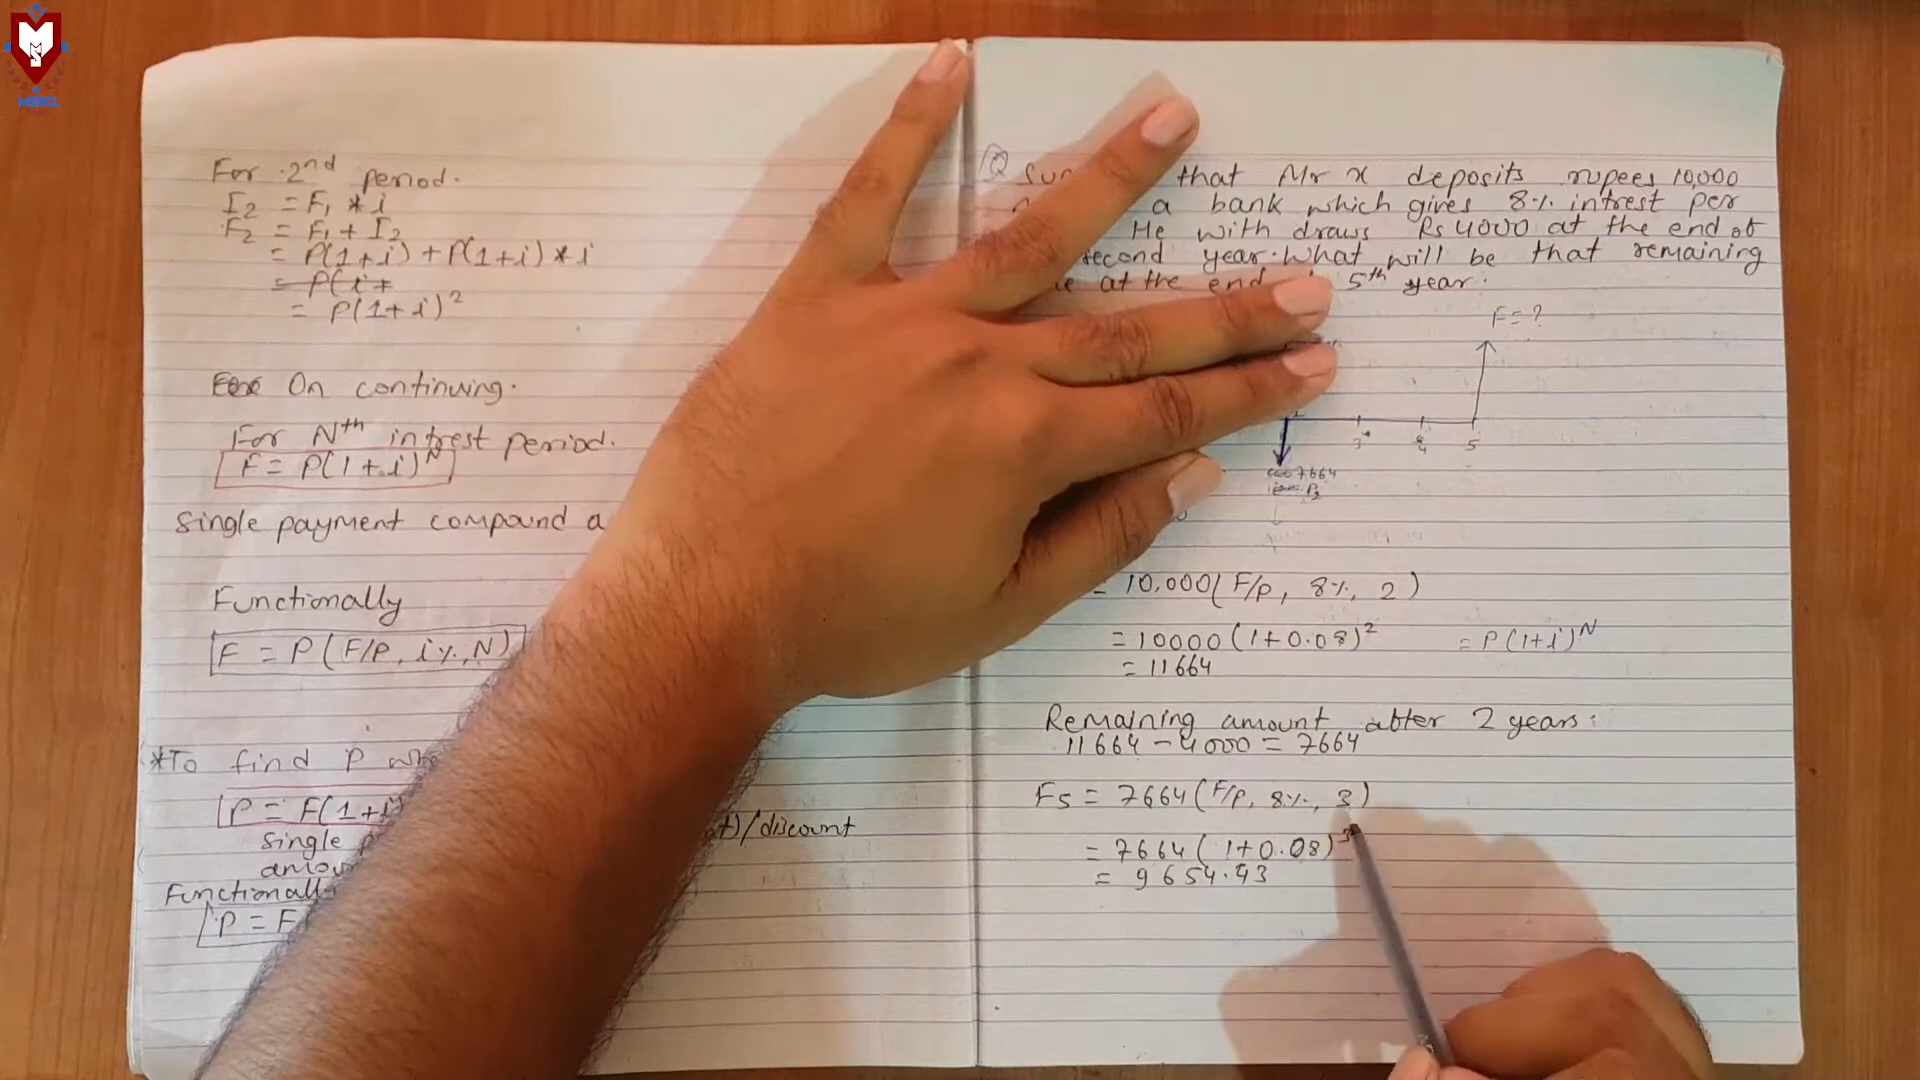 For 2nd period.
I2 = F1 * i
F2 = F1 + I2
= P(1+i) + P(1+i) * i
= P(i+
= P(1+i)^2
On continuing.
For Nth intrest period.
F = P(1+i)^N
Single payment compound a
Functionally
F = P(F/P, i%, N)
*To find P
P = F(1+i)
/discount
Single
Functionall
P = F
Q that Mr x deposits rupees 10,000
a bank which gives 8% intrest per
He with draws Rs 4000 at the end of
second year. What will be that remaining
at the end 5th year.
F = ?
3 4 5
7664
P2
= 10,000(F/P, 8%, 2)
= 10000(1+0.08)^2 = P(1+i)^N
= 11664
Remaining amount after 2 years:
11664 - 4000 = 7664
F5 = 7664(F/P, 8%, 3)
= 7664(1+0.08)^3
= 9654.43